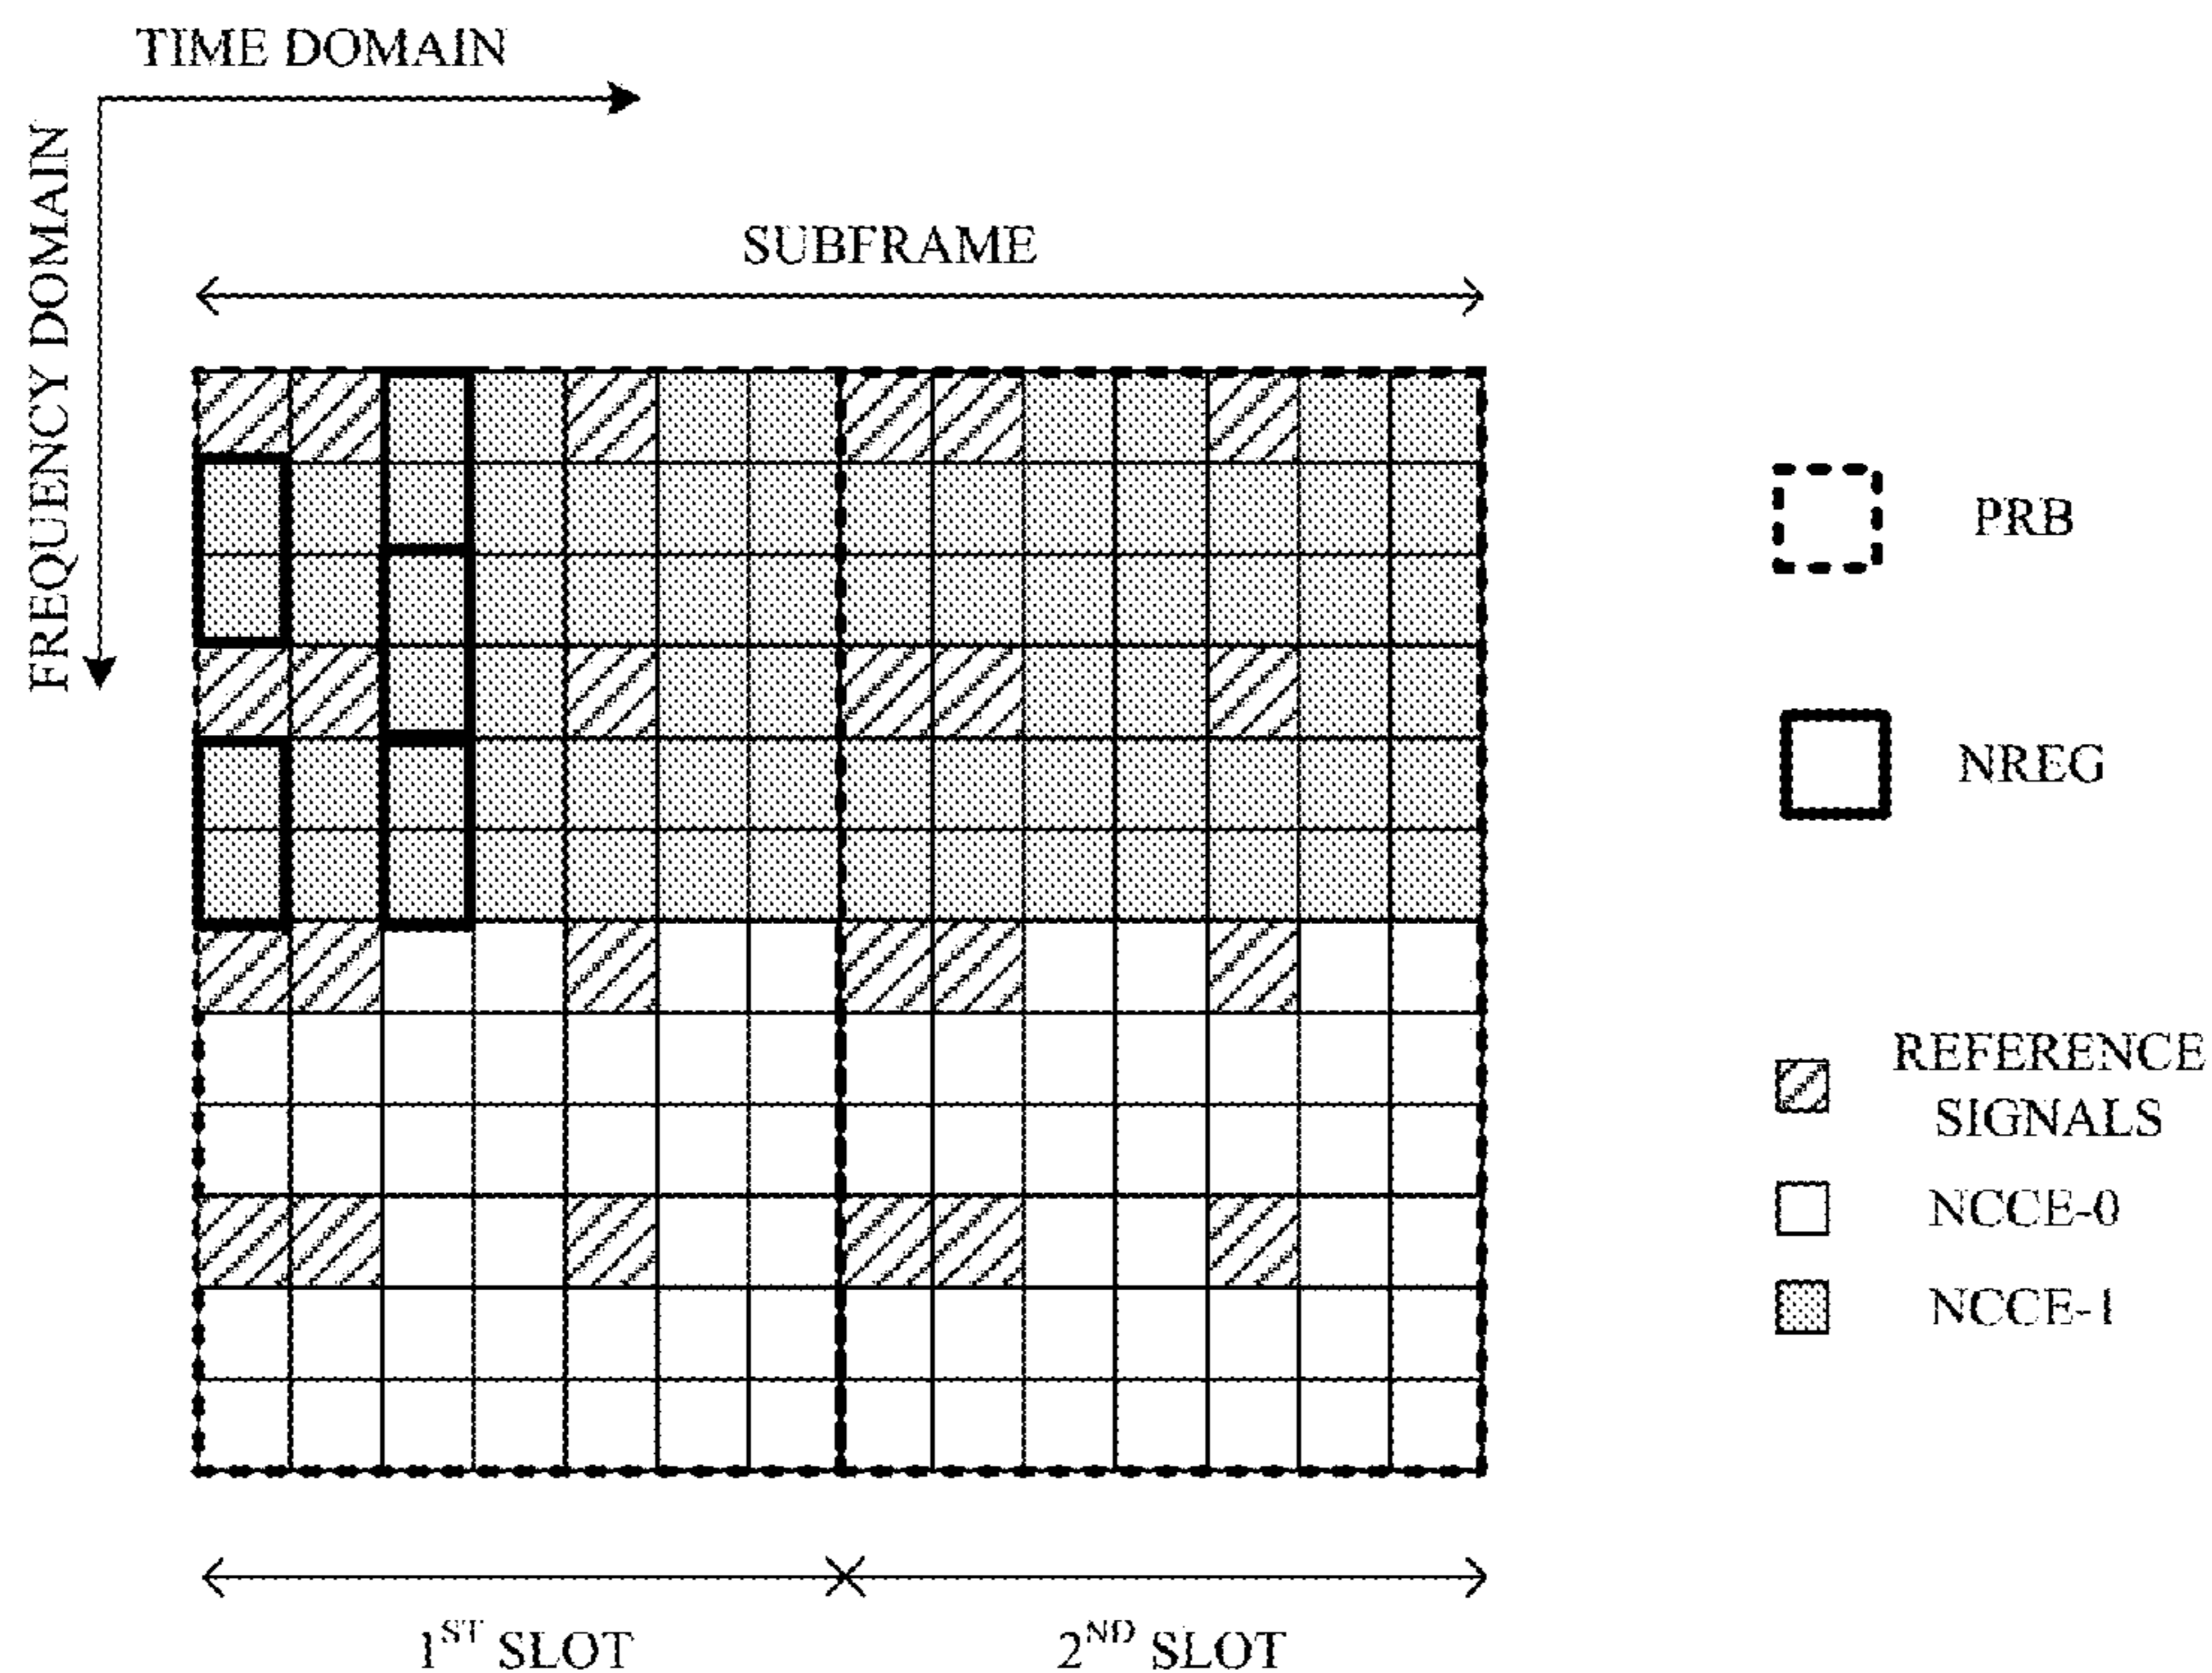 TIME DOMAIN
FREQUENCY DOMAIN
SUBFRAME
PRB
NREG
REFERENCE
SIGNALS
NCCE-0
NCCE-1
1ST SLOT
2ND SLOT